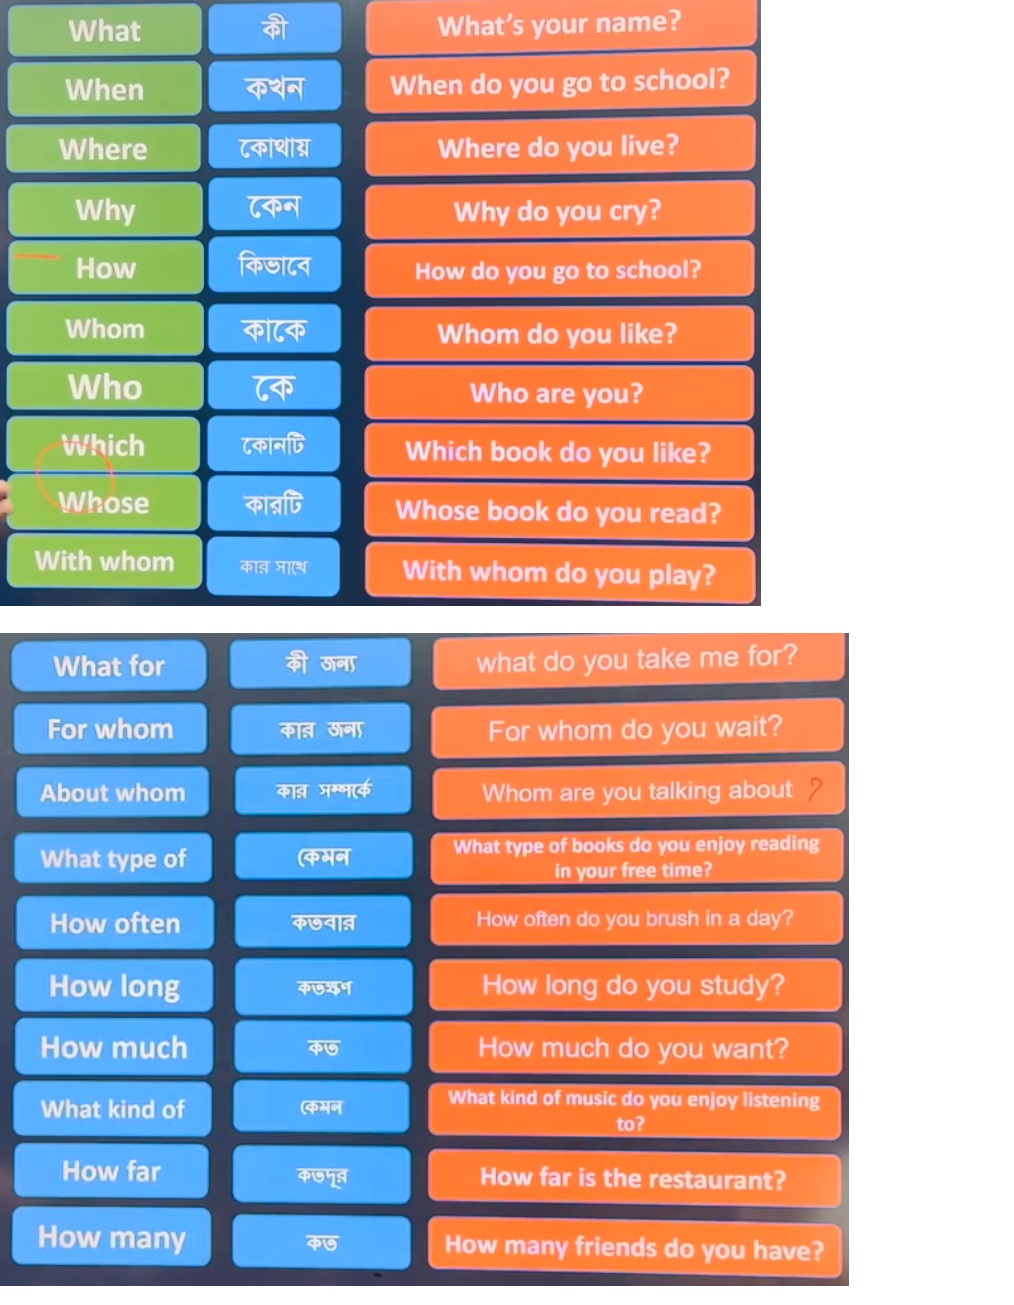 What কী What's your name?
When কখন When do you go to school?
Where কোথায় Where do you live?
Why কেন Why do you cry?
How কিভাবে How do you go to school?
Whom কাকে Whom do you like?
Who কে Who are you?
Which কোনটি Which book do you like?
Whose কারটি Whose book do you read?
With whom কার সাথে With whom do you play?
What for কী জন্য what do you take me for?
For whom কার জন্য For whom do you wait?
About whom কার সম্পর্কে Whom are you talking about ?
What type of কেমন What type of books do you enjoy reading
in your free time?
How often কতবার How often do you brush in a day?
How long কতক্ষণ How long do you study?
How much কত How much do you want?
What kind of কেমন What kind of music do you enjoy listening
to?
How far কতদূর How far is the restaurant?
How many কত How many friends do you have?